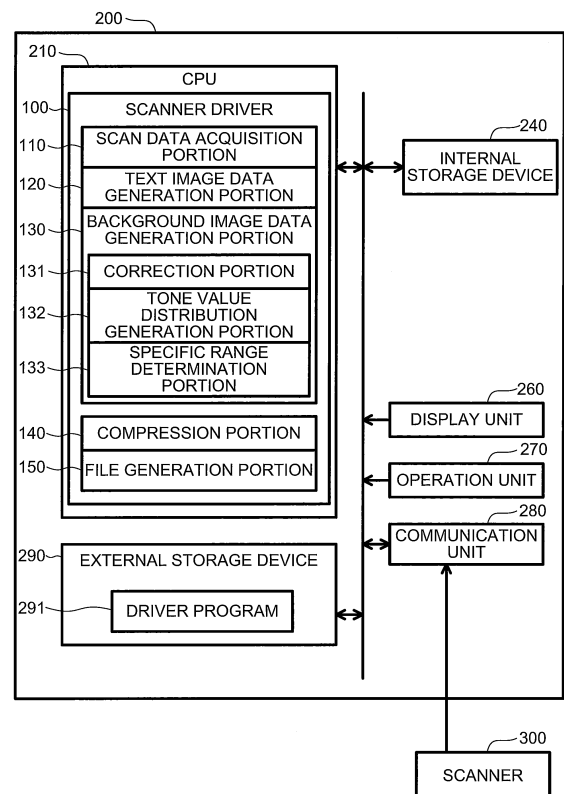 200
210
CPU
100
SCANNER DRIVER
110
SCAN DATA ACQUISITION
PORTION
120
TEXT IMAGE DATA
GENERATION PORTION
130
BACKGROUND IMAGE DATA
GENERATION PORTION
131
CORRECTION PORTION
132
TONE VALUE
DISTRIBUTION
GENERATION PORTION
133
SPECIFIC RANGE
DETERMINATION
PORTION
140
COMPRESSION PORTION
150
FILE GENERATION PORTION
240
INTERNAL
STORAGE DEVICE
260
DISPLAY UNIT
270
OPERATION UNIT
280
COMMUNICATION
UNIT
290
EXTERNAL STORAGE DEVICE
291
DRIVER PROGRAM
300
SCANNER